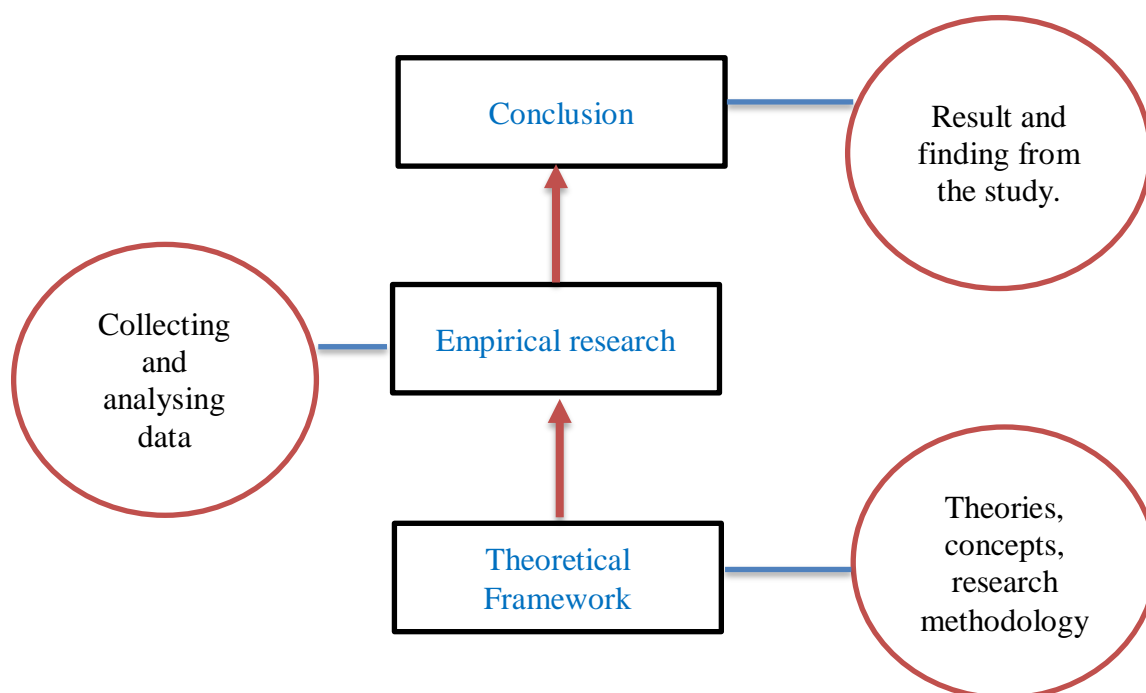 Conclusion
Result and
finding from
the study.
Collecting
and
analysing
data
Empirical research
Theoretical
Framework
Theories,
concepts,
research
methodology